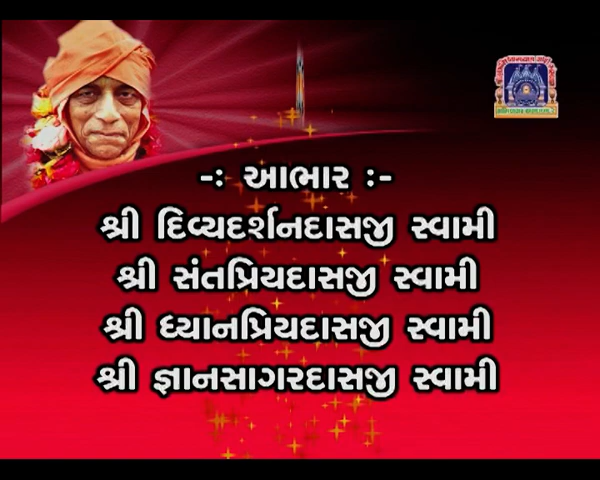 -: આભાર :-
શ્રી દિવ્યદર્શનદાસજી સ્વામી
શ્રી સંતપ્રિયદાસજી સ્વામી
શ્રી ધ્યાનપ્રિયદાસજી સ્વામી
શ્રી જ્ઞાનસાગરદાસજી સ્વામી